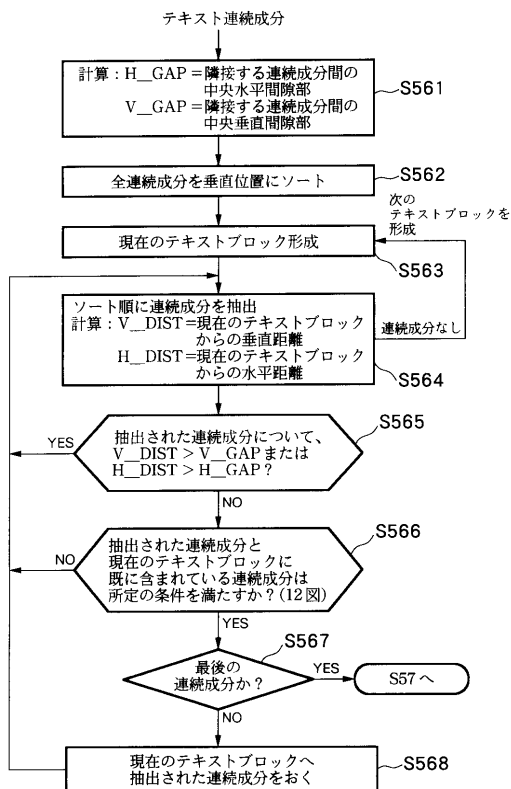 テキスト連続成分
計算：H＿GAP＝隣接する連続成分間の
中央水平間隙部
V＿GAP＝隣接する連続成分間の
中央垂直間隙部
S561
全連続成分を垂直位置にソート
S562
次の
テキストブロックを
形成
現在のテキストブロック形成
S563
ソート順に連続成分を抽出
計算：V＿DIST＝現在のテキストブロック
からの垂直距離
H＿DIST＝現在のテキストブロック
からの水平距離
連続成分なし
S564
S565
抽出された連続成分について、
V＿DIST＞V＿GAPまたは
H＿DIST＞H＿GAP？
YES
NO
S566
抽出された連続成分と
現在のテキストブロックに
既に含まれている連続成分は
所定の条件を満たすか？(12図)
NO
YES
S567
最後の
連続成分か？
YES
S57へ
NO
現在のテキストブロックへ
抽出された連続成分をおく
S568